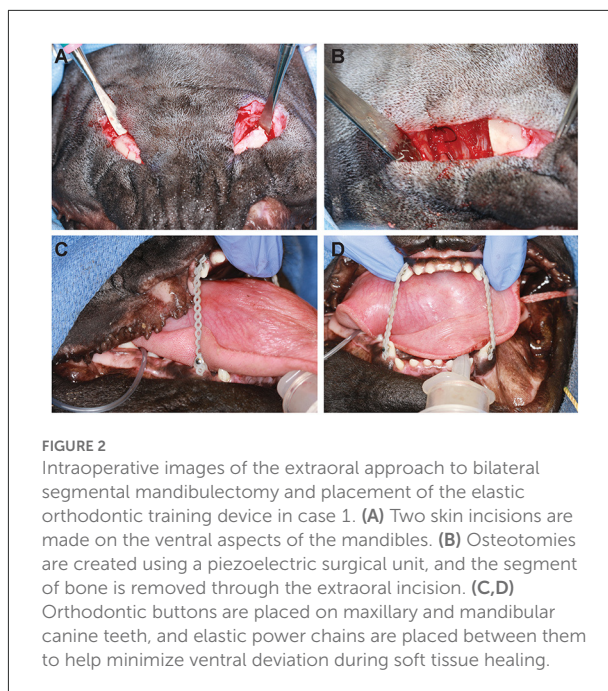 A
B
C
D
FIGURE 2
Intraoperative images of the extraoral approach to bilateral
segmental mandibulectomy and placement of the elastic
orthodontic training device in case 1. (A) Two skin incisions are
made on the ventral aspects of the mandibles. (B) Osteotomies
are created using a piezoelectric surgical unit, and the segment
of bone is removed through the extraoral incision. (C,D)
Orthodontic buttons are placed on maxillary and mandibular
canine teeth, and elastic power chains are placed between them
to help minimize ventral deviation during soft tissue healing.